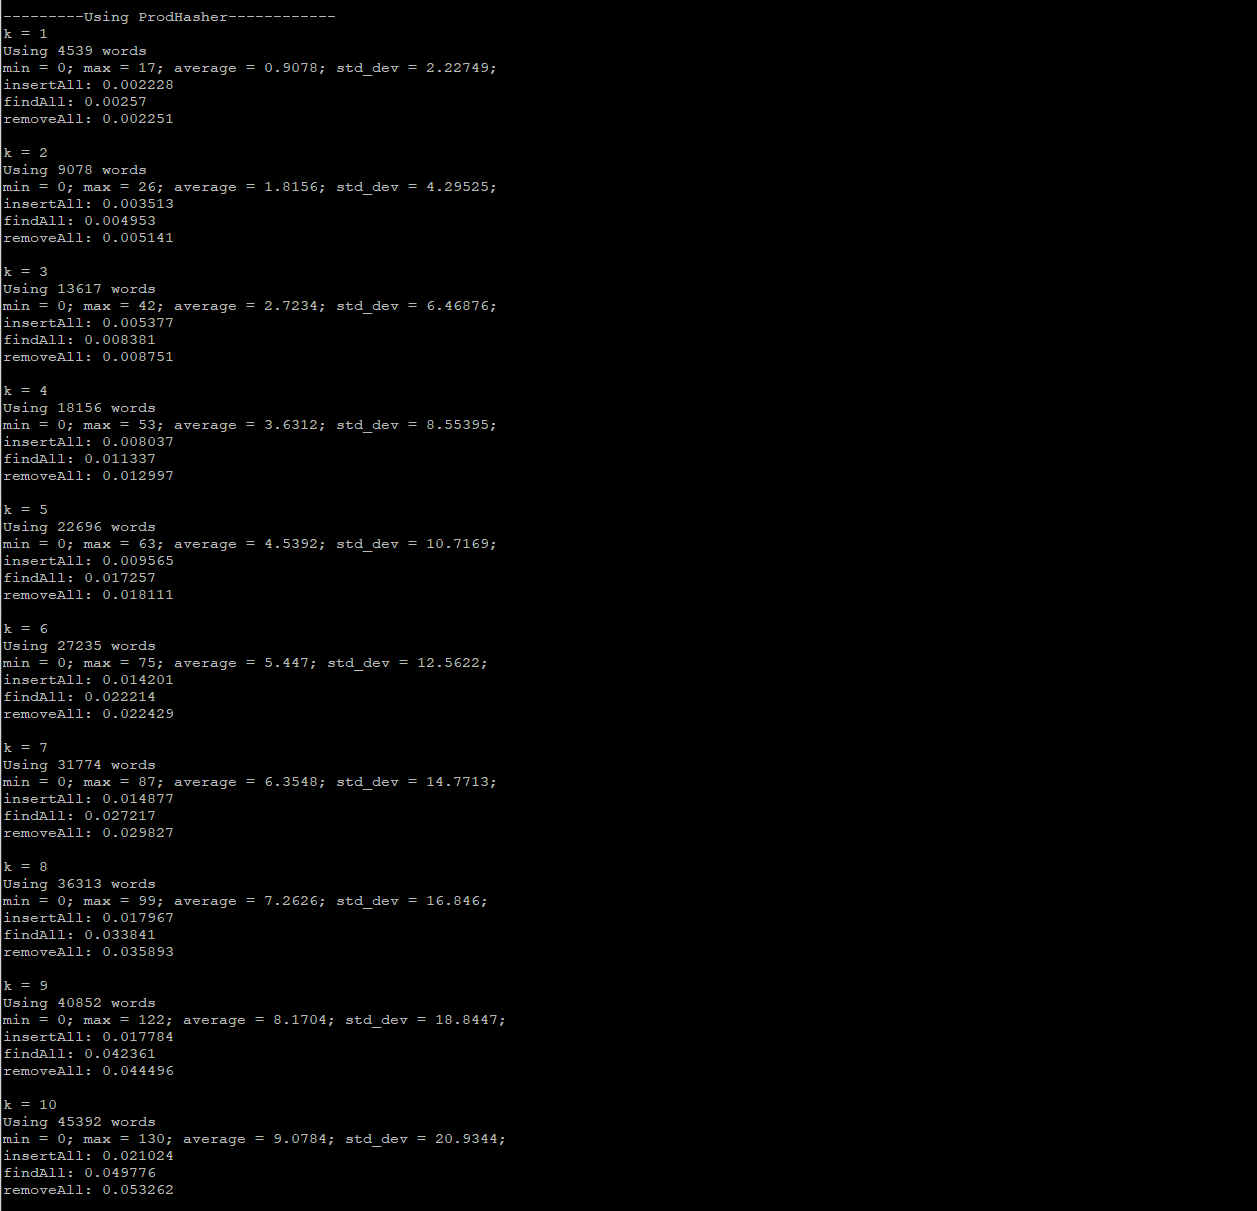 ---------Using ProdHasher------------
k = 1
Using 4539 words
min = 0; max = 17; average = 0.9078; std_dev = 2.22749;
insertAll: 0.002228
findAll: 0.00257
removeAll: 0.002251
k = 2
Using 9078 words
min = 0; max = 26; average = 1.8156; std_dev = 4.29525;
insertAll: 0.003513
findAll: 0.004953
removeAll: 0.005141
k = 3
Using 13617 words
min = 0; max = 42; average = 2.7234; std_dev = 6.46876;
insertAll: 0.005377
findAll: 0.008381
removeAll: 0.008751
k = 4
Using 18156 words
min = 0; max = 53; average = 3.6312; std_dev = 8.55395;
insertAll: 0.008037
findAll: 0.011337
removeAll: 0.012997
k = 5
Using 22696 words
min = 0; max = 63; average = 4.5392; std_dev = 10.7169;
insertAll: 0.009565
findAll: 0.017257
removeAll: 0.018111
k = 6
Using 27235 words
min = 0; max = 75; average = 5.447; std_dev = 12.5622;
insertAll: 0.014201
findAll: 0.022214
removeAll: 0.022429
k = 7
Using 31774 words
min = 0; max = 87; average = 6.3548; std_dev = 14.7713;
insertAll: 0.014877
findAll: 0.027217
removeAll: 0.029827
k = 8
Using 36313 words
min = 0; max = 99; average = 7.2626; std_dev = 16.846;
insertAll: 0.017967
findAll: 0.033841
removeAll: 0.035893
k = 9
Using 40852 words
min = 0; max = 122; average = 8.1704; std_dev = 18.8447;
insertAll: 0.017784
findAll: 0.042361
removeAll: 0.044496
k = 10
Using 45392 words
min = 0; max = 130; average = 9.0784; std_dev = 20.9344;
insertAll: 0.021024
findAll: 0.049776
removeAll: 0.053262